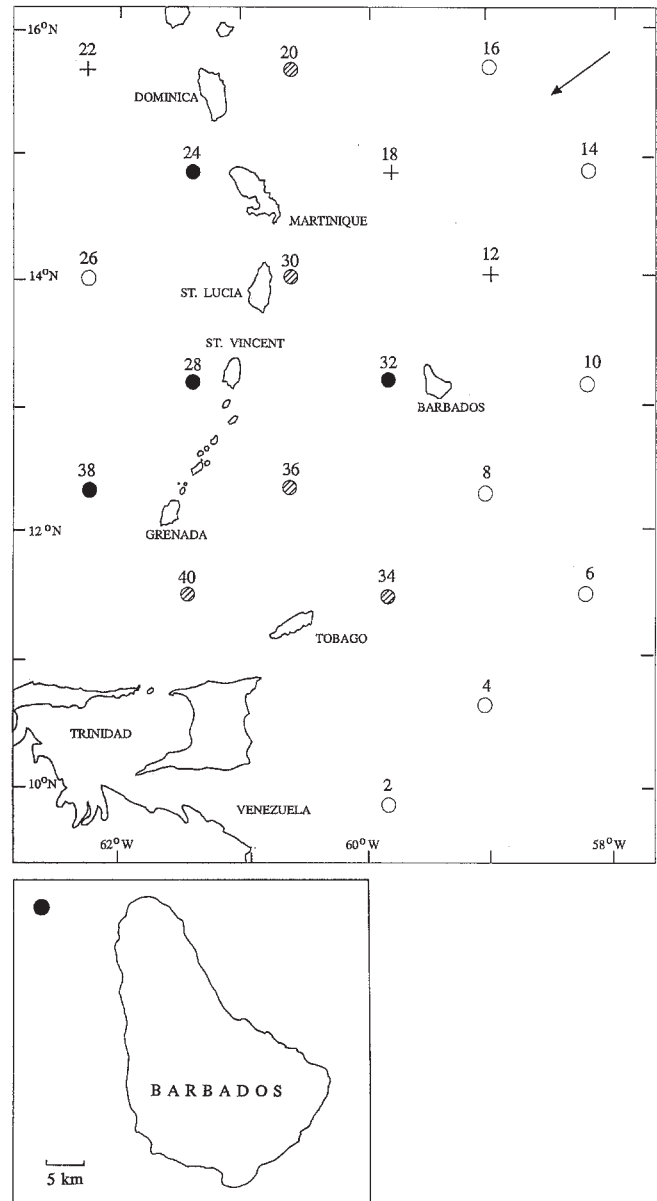 16°N
22
20
16
DOMINICA
24
18
14
MARTINIQUE
14°N
26
30
12
ST. LUCIA
ST. VINCENT
28
32
10
BARBADOS
38
36
8
12°N
GRENADA
40
34
6
TOBAGO
4
TRINIDAD
10°N
2
VENEZUELA
62°W
60°W
58°W
BARBADOS
5 km